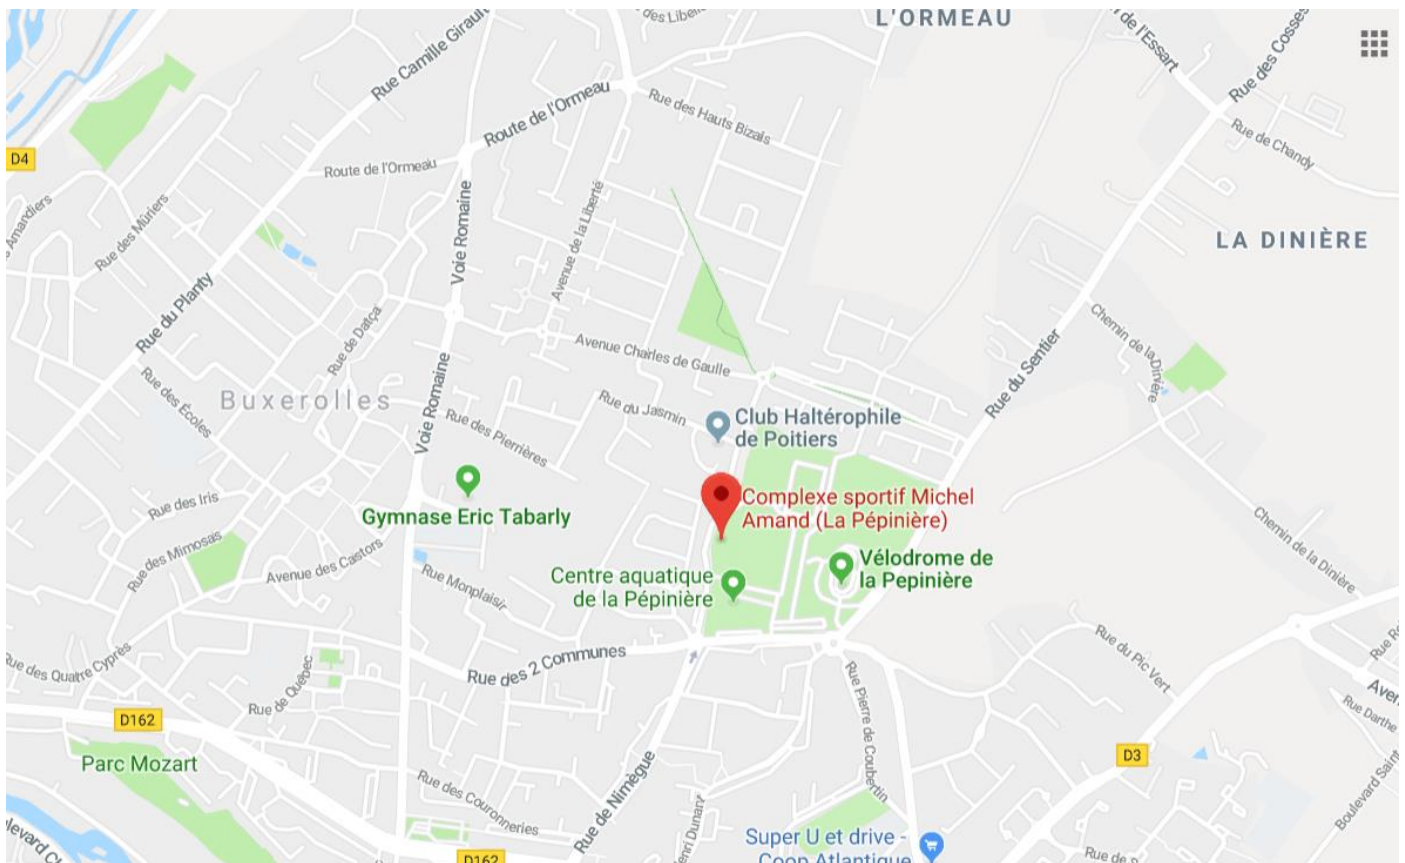 L'ORMEAU
Rue Camille Girault
Route de l'Ormeau
Rue des Hauts Bizais
de l'Essart
Rue des Cosses
Rue de Chandy
D4
Route de l'Ormeau
Amandiers
Rue des Mûriers
Voie Romaine
Avenue de la Liberté
LA DINIÈRE
Rue du Planty
Rue de Datça
Avenue Charles de Gaulle
Rue du Sentier
Chemin de la Dinière
Rue des Écoles
Buxerolles
Voie Romaine
Rue des Pierrières
Rue du Jasmin
Club Haltérophile
de Poitiers
Gymnase Eric Tabarly
Complexe sportif Michel
Amand (La Pépinière)
Rue des Iris
Rue des Mimosas
Avenue des Castors
Rue Monplaisir
Centre aquatique
de la Pépinière
Vélodrome de
la Pepinière
Chemin de la Dinière
Rue des Quatre Cyprès
Rue de Québec
Rue des 2 Communes
Rue Pierre de Coubertin
Rue du Pic Vert
Rue Darthe
D162
Parc Mozart
D3
Rue des Couronneries
Rue de Nimègue
Super U et drive -
Coop Atlantique
Boulevard Saint
D162